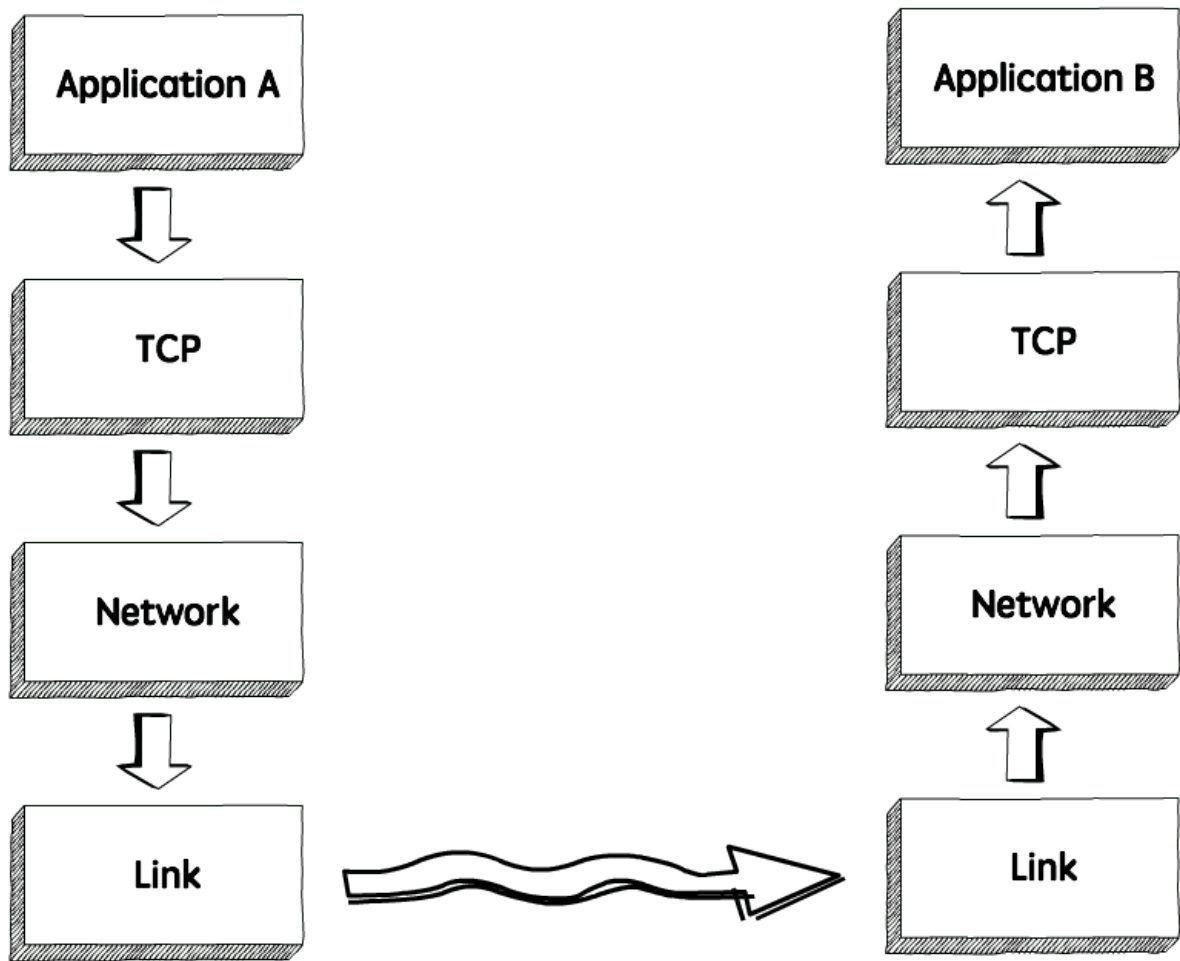 Application A
TCP
Network
Link
Application B
TCP
Network
Link